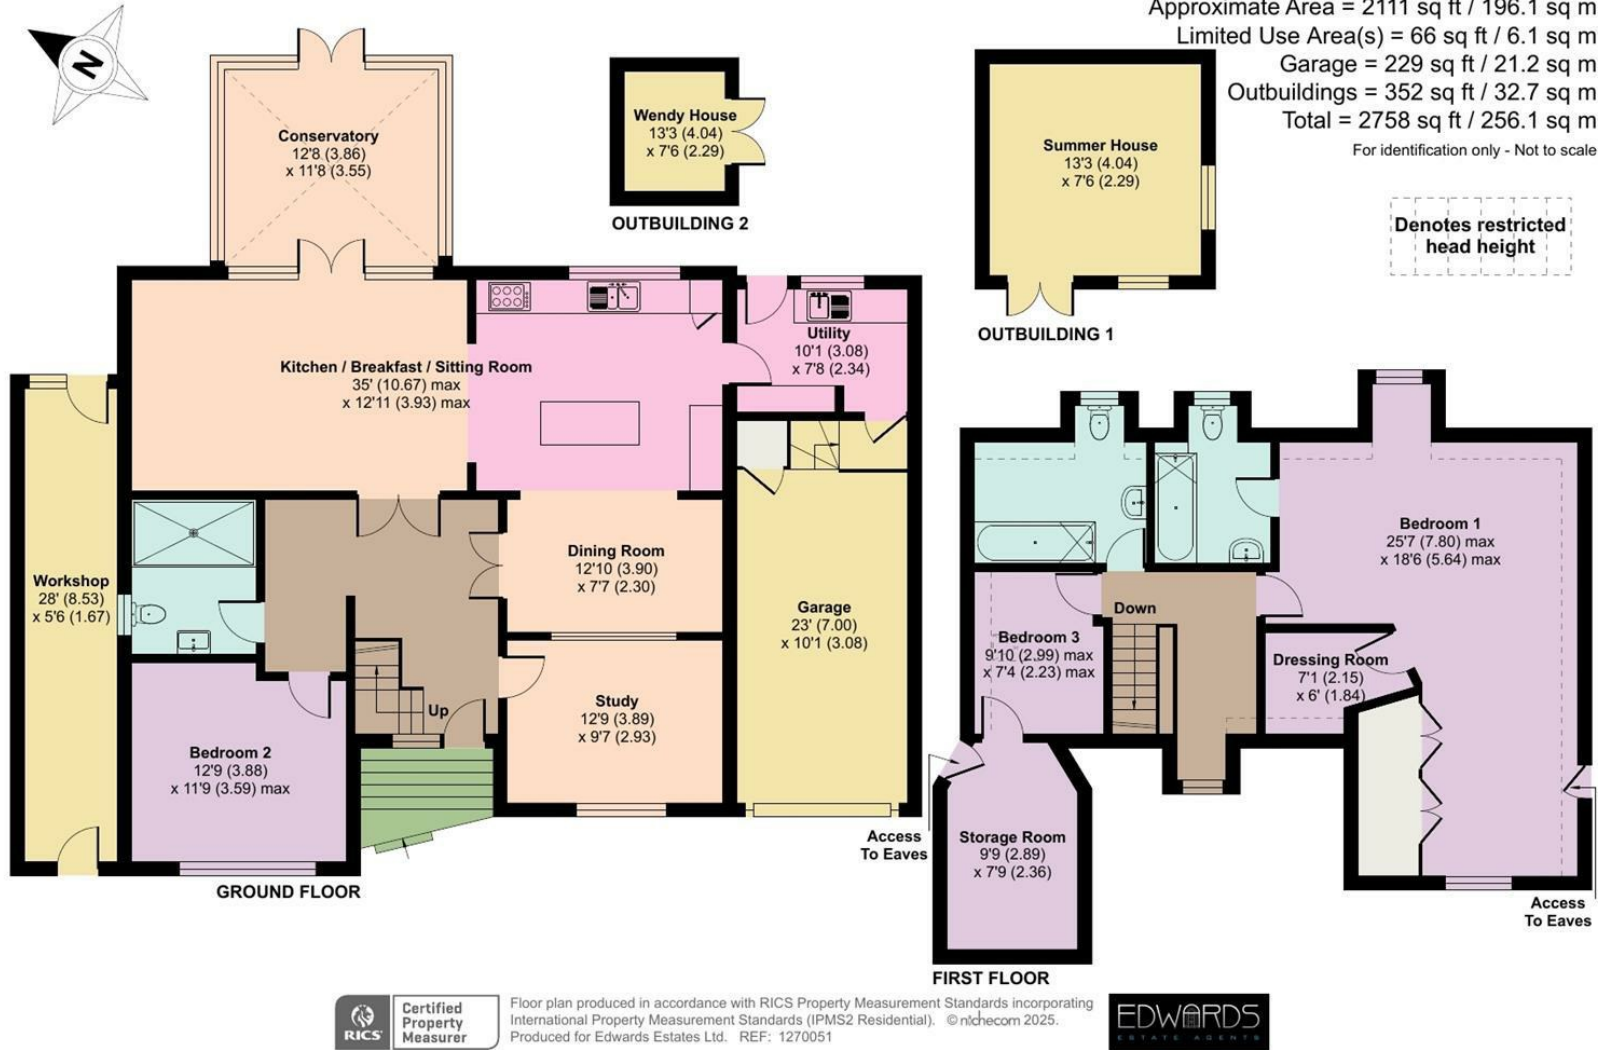 Approximate Area = 2111 sq ft / 196.1 sq m
Limited Use Area(s) = 66 sq ft / 6.1 sq m
Garage = 229 sq ft / 21.2 sq m
Outbuildings = 352 sq ft / 32.7 sq m
Total = 2758 sq ft / 256.1 sq m
For identification only - Not to scale
Denotes restricted
head height
N
Conservatory
12'8 (3.86)
x 11'8 (3.55)
Wendy House
13'3 (4.04)
x 7'6 (2.29)
OUTBUILDING 2
Summer House
13'3 (4.04)
x 7'6 (2.29)
OUTBUILDING 1
Kitchen / Breakfast / Sitting Room
35' (10.67) max
x 12'11 (3.93) max
Utility
10'1 (3.08)
x 7'8 (2.34)
Workshop
28' (8.53)
x 5'6 (1.67)
Dining Room
12'10 (3.90)
x 7'7 (2.30)
Garage
23' (7.00)
x 10'1 (3.08)
Study
12'9 (3.89)
x 9'7 (2.93)
Up
Bedroom 2
12'9 (3.88)
x 11'9 (3.59) max
GROUND FLOOR
Bedroom 1
25'7 (7.80) max
x 18'6 (5.64) max
Down
Bedroom 3
9'10 (2.99) max
x 7'4 (2.23) max
Dressing Room
7'1 (2.15)
x 6' (1.84)
Access
To Eaves
Storage Room
9'9 (2.89)
x 7'9 (2.36)
Access
To Eaves
FIRST FLOOR
RICS
Certified
Property
Measurer
Floor plan produced in accordance with RICS Property Measurement Standards incorporating
International Property Measurement Standards (IPMS2 Residential). © nichecom 2025.
Produced for Edwards Estates Ltd. REF: 1270051
EDWARDS
ESTATE AGENTS